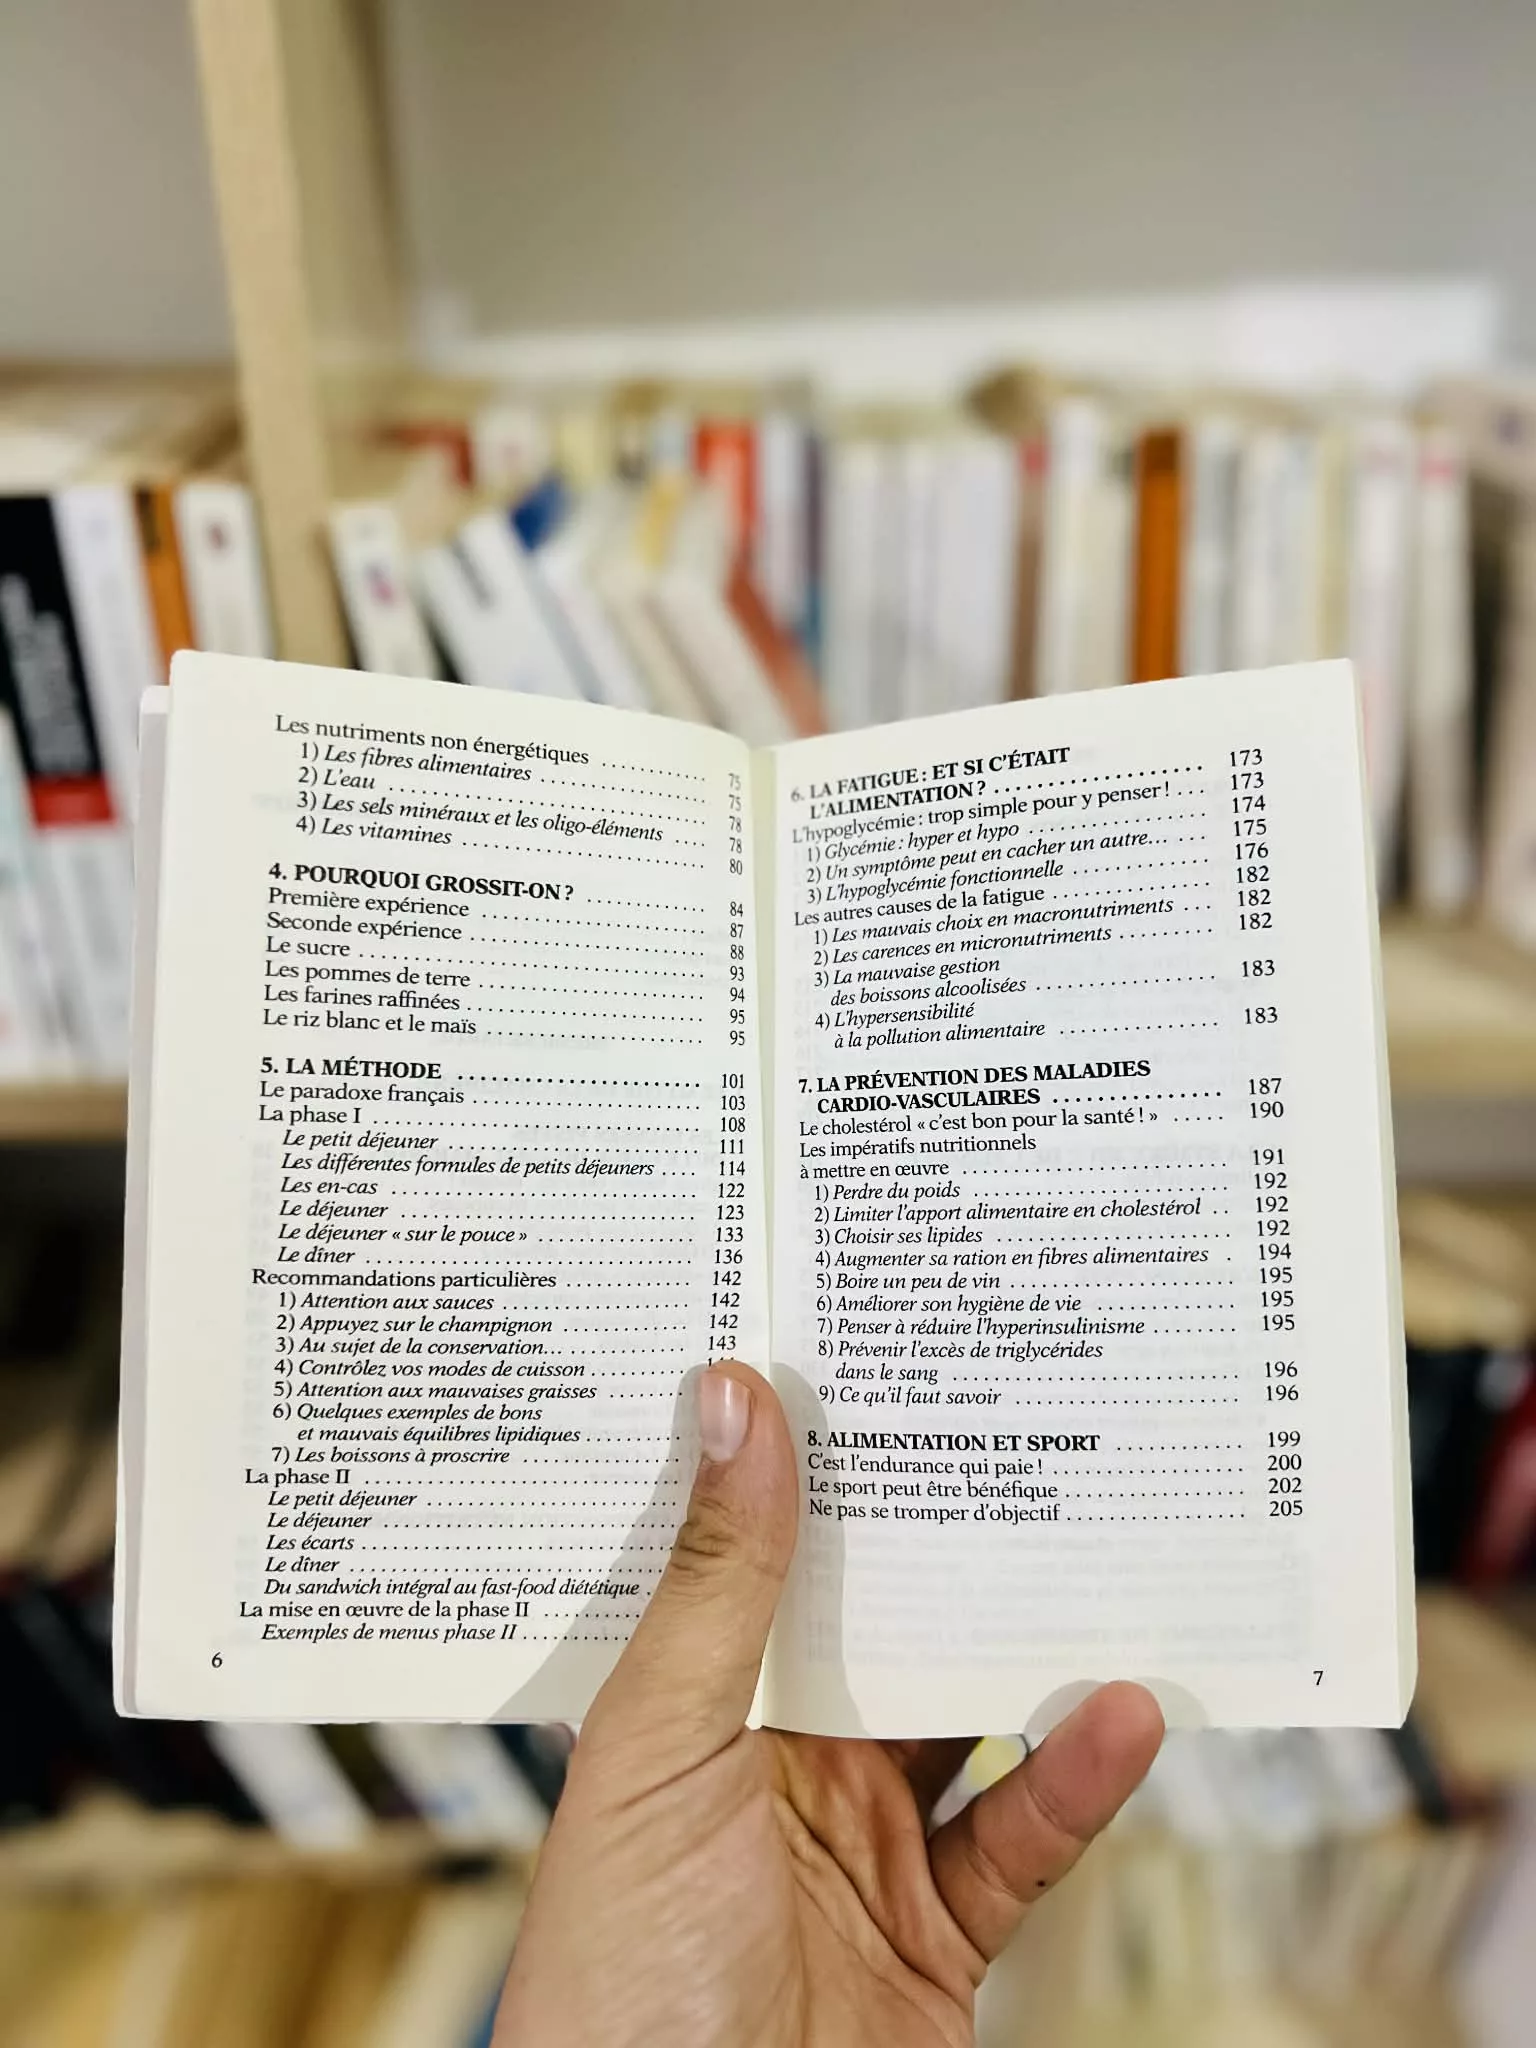 Les nutriments non énergétiques ............ 75
1) Les fibres alimentaires .................... 75
2) L'eau .................................... 78
3) Les sels minéraux et les oligo-éléments .... 78
4) Les vitamines .......................... 80
4. POURQUOI GROSSIT-ON ? ............ 84
Première expérience ....................... 87
Seconde expérience ........................ 88
Le sucre ................................... 93
Les pommes de terre ....................... 94
Les farines raffinées ........................ 95
Le riz blanc et le maïs ...................... 95
5. LA MÉTHODE ........................ 101
Le paradoxe français ....................... 103
La phase I ................................. 108
Le petit déjeuner ......................... 111
Les différentes formules de petits déjeuners .... 114
Les en-cas ............................... 122
Le déjeuner .............................. 123
Le déjeuner « sur le pouce » ................ 133
Le dîner ................................. 136
Recommandations particulières ............. 142
1) Attention aux sauces ................... 142
2) Appuyez sur le champignon ............. 142
3) Au sujet de la conservation... ............ 143
4) Contrôlez vos modes de cuisson ..........
5) Attention aux mauvaises graisses .......
6) Quelques exemples de bons
et mauvais équilibres lipidiques ..........
7) Les boissons à proscrire ................
La phase II ................................
Le petit déjeuner .........................
Le déjeuner ..............................
Les écarts ................................
Le dîner .................................
Du sandwich intégral au fast-food diététique .
La mise en œuvre de la phase II ..........
Exemples de menus phase II ............
6
6. LA FATIGUE : ET SI C'ÉTAIT
L'ALIMENTATION ? ................... 173
L'hypoglycémie : trop simple pour y penser ! ... 173
1) Glycémie : hyper et hypo ................. 174
2) Un symptôme peut en cacher un autre... ... 175
3) L'hypoglycémie fonctionnelle ............. 176
Les autres causes de la fatigue ............... 182
1) Les mauvais choix en macronutriments ... 182
2) Les carences en micronutriments ......... 182
3) La mauvaise gestion
des boissons alcoolisées ................. 183
4) L'hypersensibilité
à la pollution alimentaire ............... 183
7. LA PRÉVENTION DES MALADIES
CARDIO-VASCULAIRES ............... 187
Le cholestérol « c'est bon pour la santé ! » ..... 190
Les impératifs nutritionnels
à mettre en œuvre ......................... 191
1) Perdre du poids ........................ 192
2) Limiter l'apport alimentaire en cholestérol .. 192
3) Choisir ses lipides ...................... 192
4) Augmenter sa ration en fibres alimentaires . 194
5) Boire un peu de vin ..................... 195
6) Améliorer son hygiène de vie ............. 195
7) Penser à réduire l'hyperinsulinisme ........ 195
8) Prévenir l'excès de triglycérides
dans le sang ........................... 196
9) Ce qu'il faut savoir ..................... 196
8. ALIMENTATION ET SPORT ............ 199
C'est l'endurance qui paie ! .................. 200
Le sport peut être bénéfique ................. 202
Ne pas se tromper d'objectif ................. 205
7